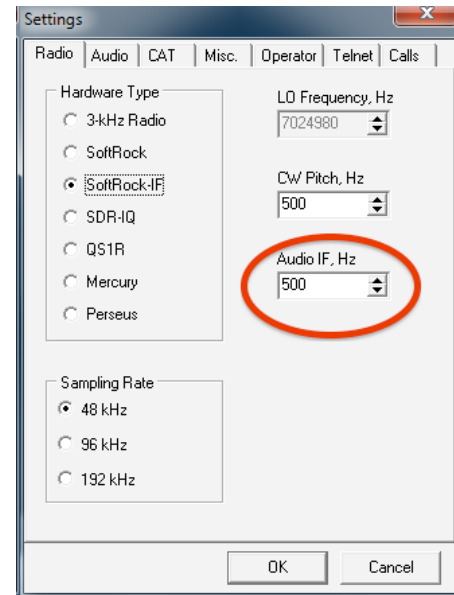 Settings
Radio Audio CAT Misc. Operator Telnet Calls
Hardware Type
3-kHz Radio
SoftRock
SoftRock-IF
SDR-IQ
QS1R
Mercury
Perseus
LO Frequency, Hz
7024980
CW Pitch, Hz
500
Audio IF, Hz
500
Sampling Rate
48 kHz
96 kHz
192 kHz
OK Cancel